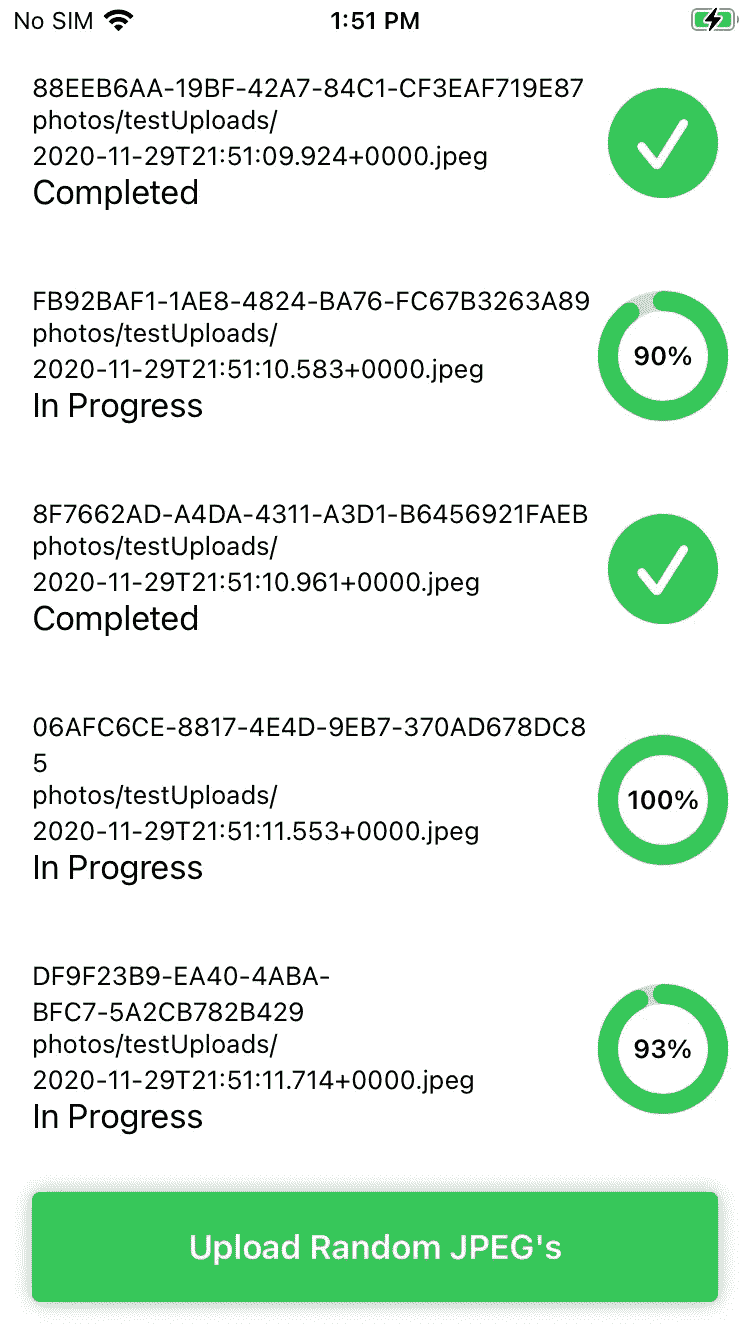 No SIM 1:51 PM
88EEB6AA-19BF-42A7-84C1-CF3EAF719E87
photos/testUploads/
2020-11-29T21:51:09.924+0000.jpeg
Completed
FB92BAF1-1AE8-4824-BA76-FC67B3263A89
photos/testUploads/
2020-11-29T21:51:10.583+0000.jpeg
In Progress
90%
8F7662AD-A4DA-4311-A3D1-B6456921FAEB
photos/testUploads/
2020-11-29T21:51:10.961+0000.jpeg
Completed
06AFC6CE-8817-4E4D-9EB7-370AD678DC8
5
photos/testUploads/
2020-11-29T21:51:11.553+0000.jpeg
In Progress
100%
DF9F23B9-EA40-4ABA-
BFC7-5A2CB782B429
photos/testUploads/
2020-11-29T21:51:11.714+0000.jpeg
In Progress
93%
Upload Random JPEG's